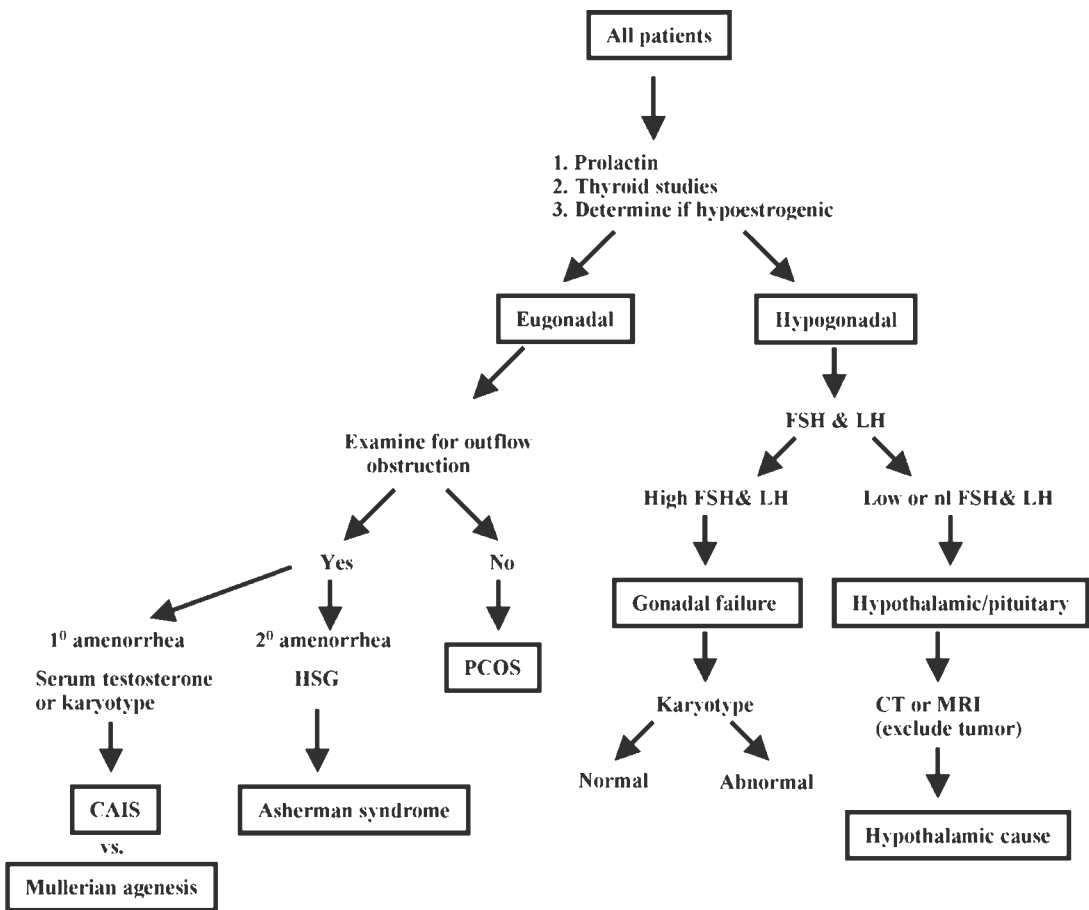 All patients
1. Prolactin
2. Thyroid studies
3. Determine if hypoestrogenic
Eugonadal
Hypogonadal
Examine for outflow
obstruction
FSH & LH
High FSH& LH
Low or nl FSH& LH
Yes
No
Gonadal failure
Hypothalamic/pituitary
1⁰ amenorrhea
2⁰ amenorrhea
PCOS
Serum testosterone
or karyotype
HSG
Karyotype
CT or MRI
(exclude tumor)
Normal
Abnormal
CAIS
vs.
Mullerian agenesis
Asherman syndrome
Hypothalamic cause